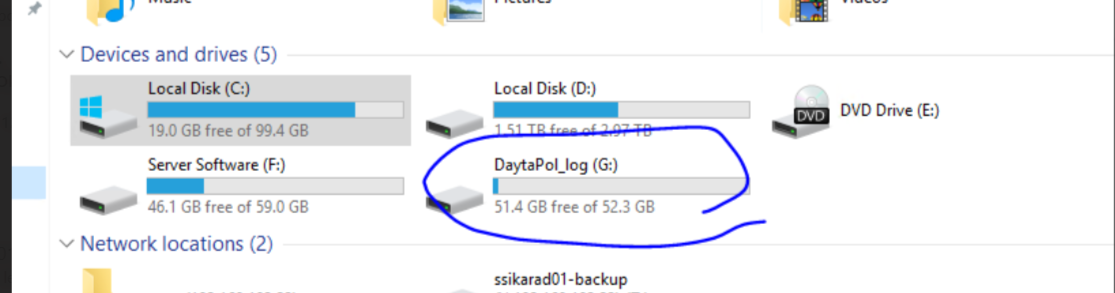 Music
Pictures
Videos
Devices and drives (5)
Local Disk (C:)
19.0 GB free of 99.4 GB
Local Disk (D:)
1.51 TB free of 2.97 TB
DVD
DVD Drive (E:)
Server Software (F:)
46.1 GB free of 59.0 GB
DaytaPol_log (G:)
51.4 GB free of 52.3 GB
Network locations (2)
ssikarad01-backup